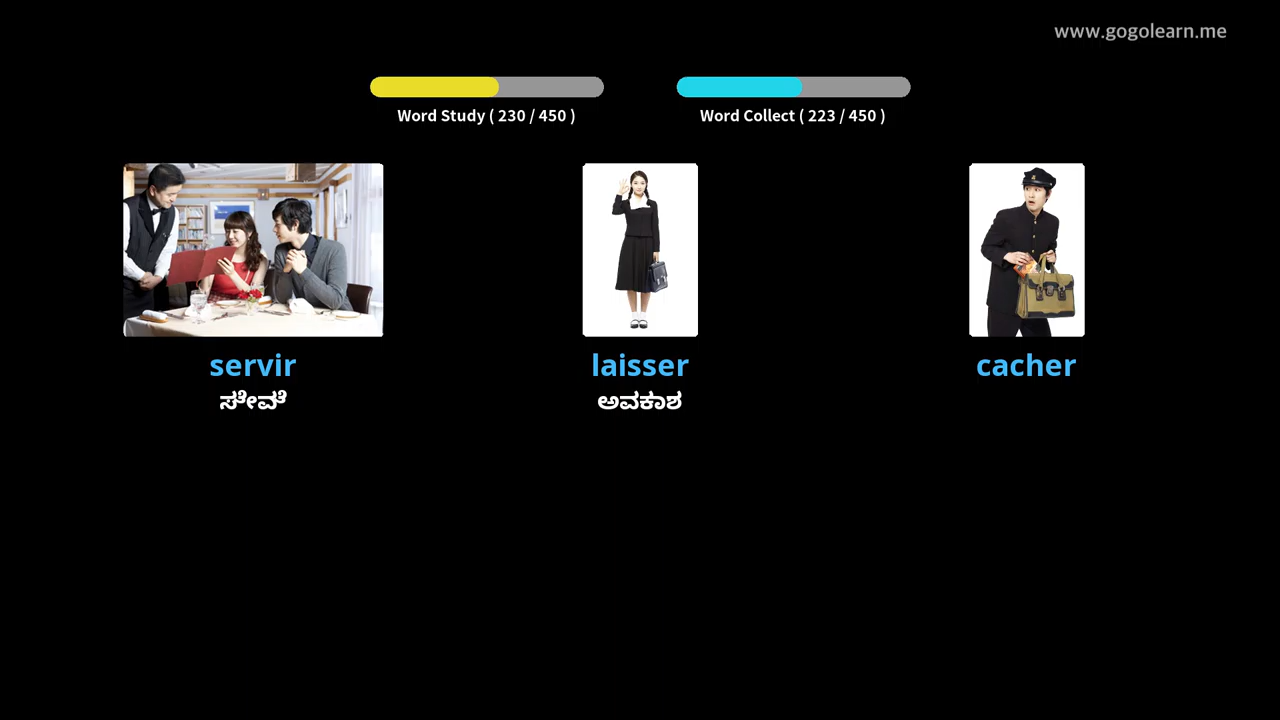 www.gogolearn.me
Word Study ( 230 / 450 )
Word Collect ( 223 / 450 )
servir
ಸೇವೆ
laisser
ಅವಕಾಶ
cacher